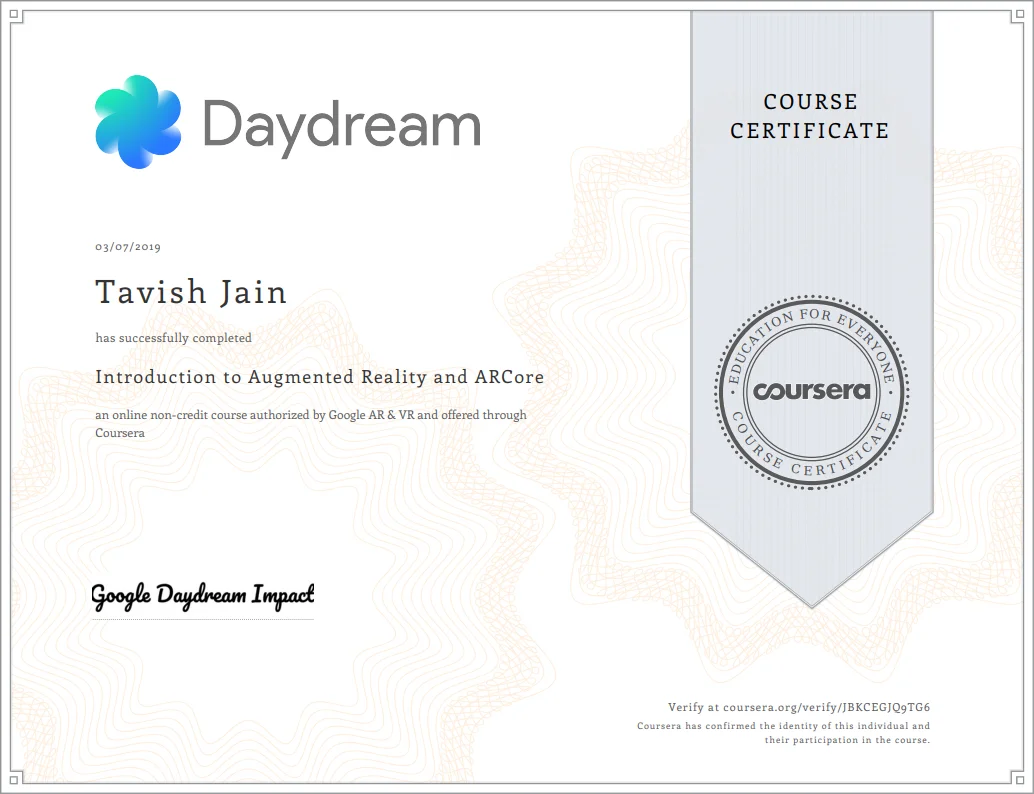 Daydream
COURSE
CERTIFICATE
03/07/2019
Tavish Jain
has successfully completed
Introduction to Augmented Reality and ARCore
an online non-credit course authorized by Google AR & VR and offered through
Coursera
EDUCATION FOR EVERYONE
coursera
COURSE CERTIFICATE
Google Daydream Impact
Verify at coursera.org/verify/JBKCEGJQ9TG6
Coursera has confirmed the identity of this individual and
their participation in the course.